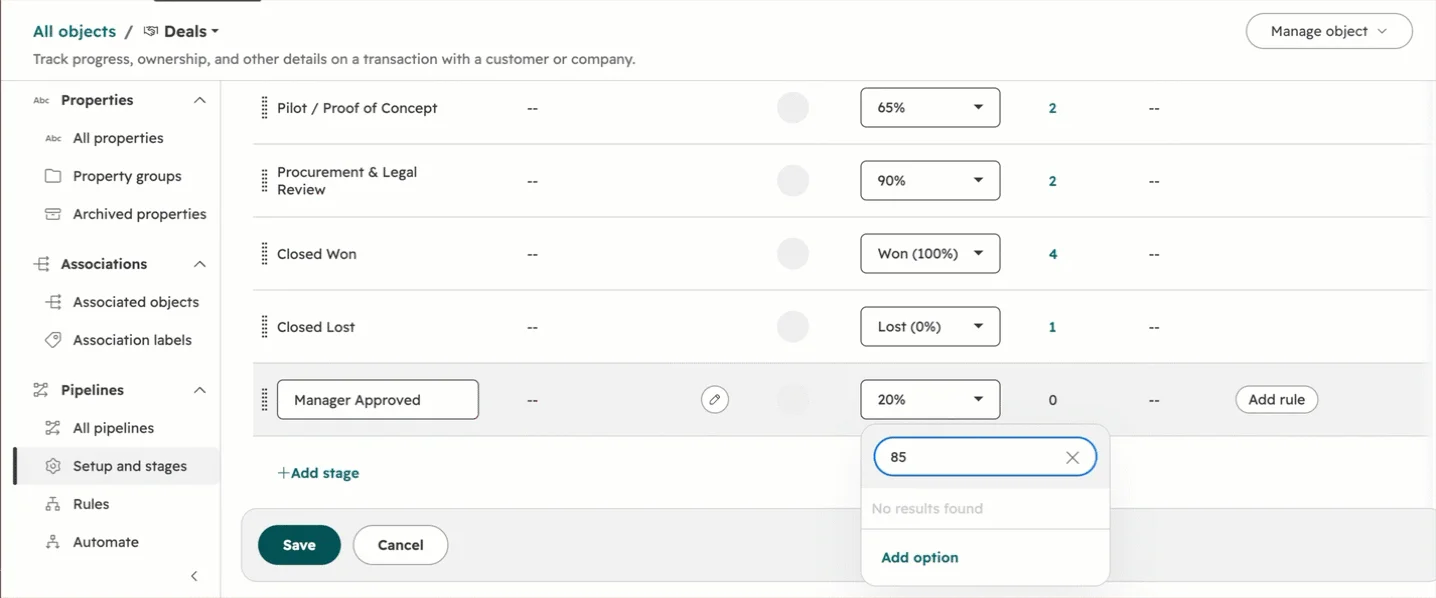 All objects / Deals
Manage object
Track progress, ownership, and other details on a transaction with a customer or company.
Abc Properties
Abc All properties
Property groups
Archived properties
Associations
Associated objects
Association labels
Pipelines
All pipelines
Setup and stages
Rules
Automate
Pilot / Proof of Concept -- 65% 2 --
Procurement & Legal
Review -- 90% 2 --
Closed Won -- Won (100%) 4 --
Closed Lost -- Lost (0%) 1 --
Manager Approved -- 20% 0 -- Add rule
85
No results found
Add option
+Add stage
Save Cancel